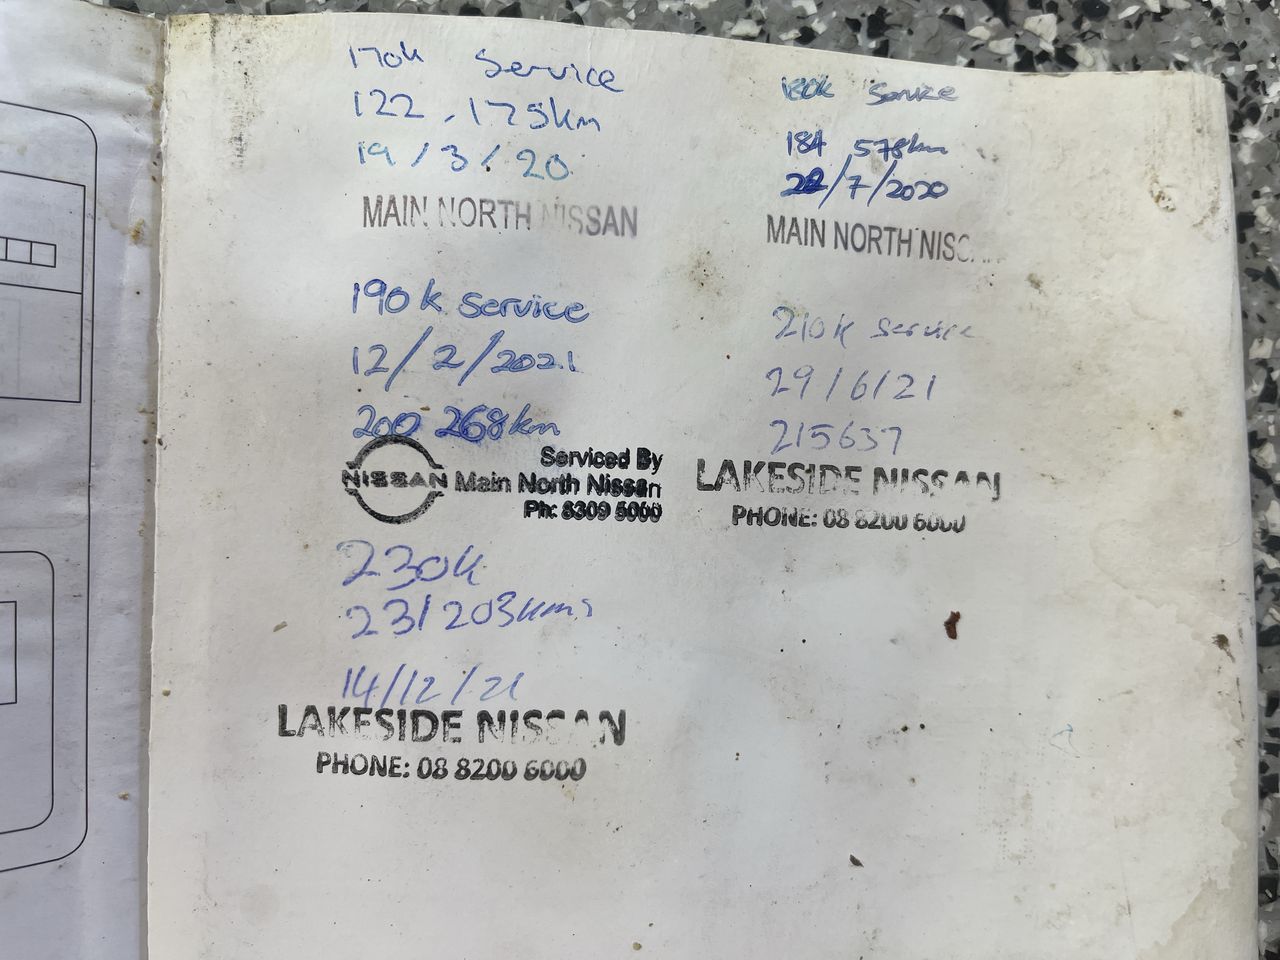 170k Service
122,175km
19/3/20
MAIN NORTH NISSAN
180k Service
184 578km
22/7/2020
MAIN NORTH NISSAN
190k Service
12/2/2021
200 268km
NISSAN
Serviced By
Main North Nissan
Ph: 8309 5000
210k Service
29/6/21
215637
LAKESIDE NISSAN
PHONE: 08 8200 6000
230k
231203kms
14/12/21
LAKESIDE NISSAN
PHONE: 08 8200 6000